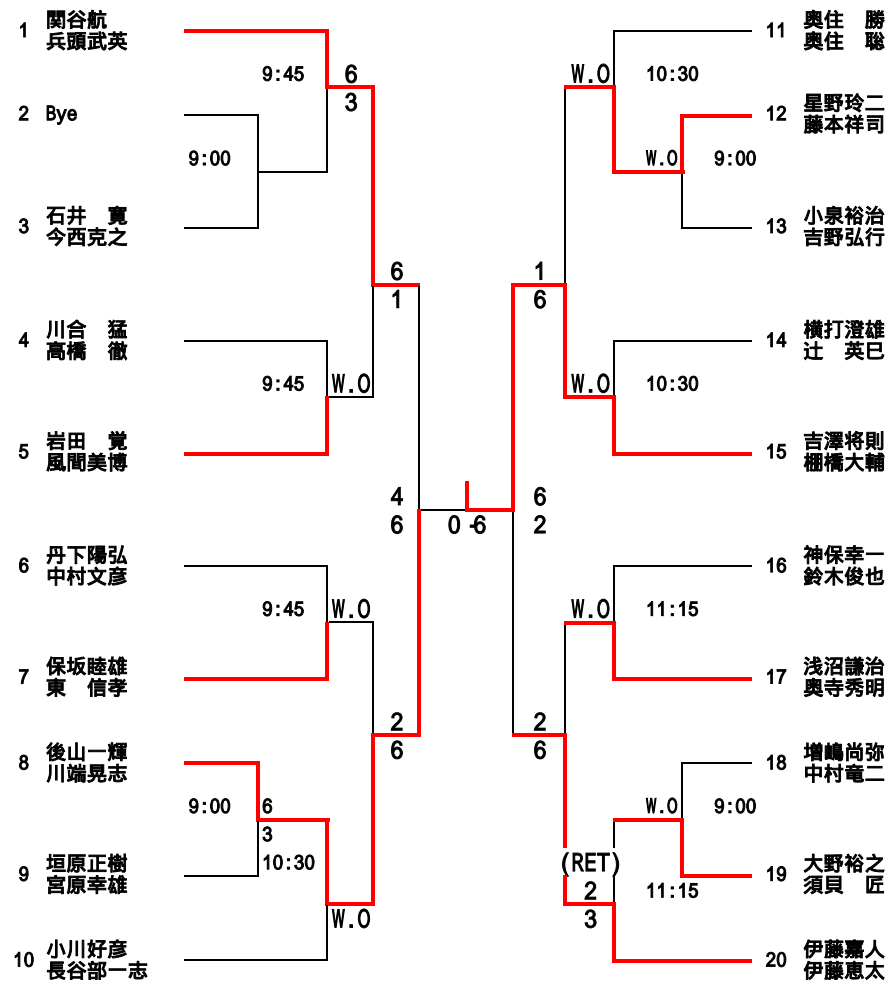 1 関谷航
兵頭武英
9:45
6
3
2 Bye
9:00
3 石井　寛
今西克之
6
1
4 川合　猛
高橋　徹
9:45
W.O
5 岩田　覚
風間美博
4
6
0 -6
6 丹下陽弘
中村文彦
9:45
W.O
7 保坂睦雄
東　信孝
2
6
8 後山一輝
川端晃志
9:00
6
3
9 垣原正樹
宮原幸雄
10:30
W.O
10 小川好彦
長谷部一志
11 奥住　勝
奥住　聡
W.O
10:30
12 星野玲二
藤本祥司
W.O
9:00
13 小泉裕治
吉野弘行
1
6
14 横打澄雄
辻　英巳
W.O
10:30
15 吉澤将則
棚橋大輔
6
2
16 神保幸一
鈴木俊也
W.O
11:15
17 浅沼謙治
奥寺秀明
2
6
18 増嶋尚弥
中村竜二
W.O
9:00
(RET)
2
3
19 大野裕之
須貝　匠
11:15
20 伊藤嘉人
伊藤恵太